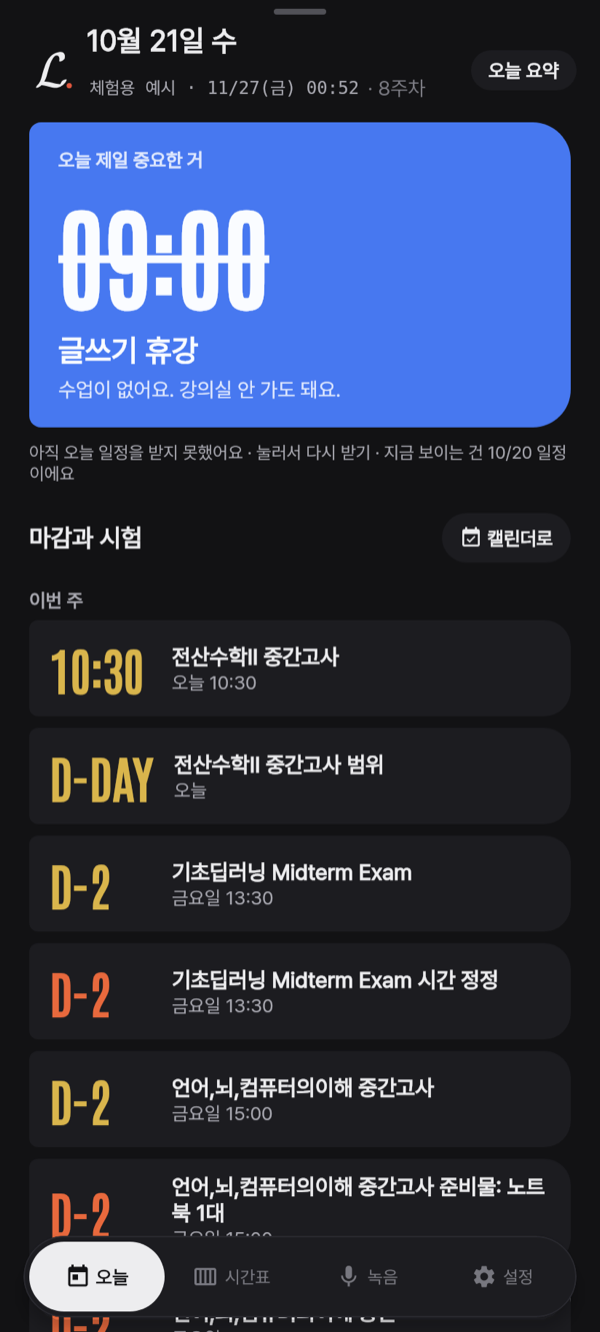 10월 21일 수
ℒ.
체험용 예시 · 11/27(금) 00:52 · 8주차
오늘 요약
오늘 제일 중요한 거
09:00
글쓰기 휴강
수업이 없어요. 강의실 안 가도 돼요.
아직 오늘 일정을 받지 못했어요 · 눌러서 다시 받기 · 지금 보이는 건 10/20 일정
이에요
마감과 시험
캘린더로
이번 주
10:30
전산수학II 중간고사
오늘 10:30
D-DAY
전산수학II 중간고사 범위
오늘
D-2
기초딥러닝 Midterm Exam
금요일 13:30
D-2
기초딥러닝 Midterm Exam 시간 정정
금요일 13:30
D-2
언어,뇌,컴퓨터의이해 중간고사
금요일 15:00
D-2
언어,뇌,컴퓨터의이해 중간고사 준비물: 노트
북 1대
오늘
시간표
녹음
설정